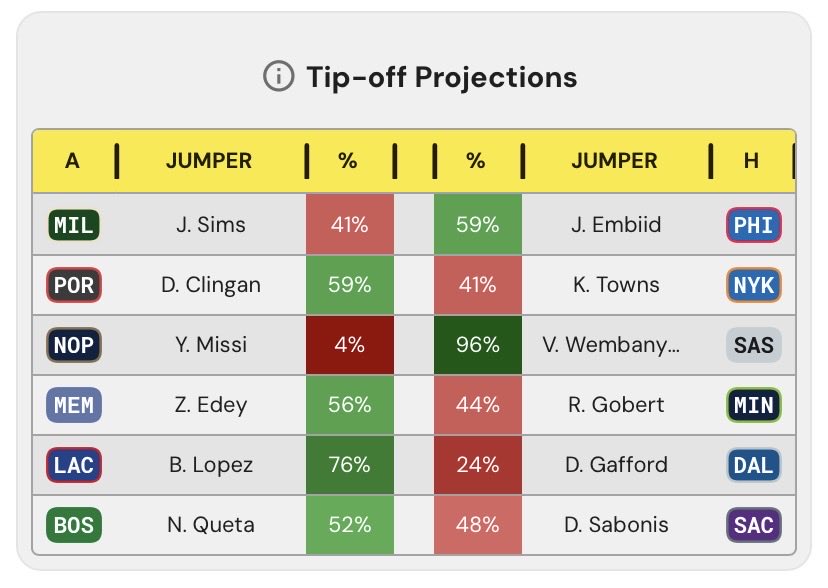 Tip-off Projections
A JUMPER % % JUMPER H
MIL J. Sims 41% 59% J. Embiid PHI
POR D. Clingan 59% 41% K. Towns NYK
NOP Y. Missi 4% 96% V. Wembany... SAS
MEM Z. Edey 56% 44% R. Gobert MIN
LAC B. Lopez 76% 24% D. Gafford DAL
BOS N. Queta 52% 48% D. Sabonis SAC